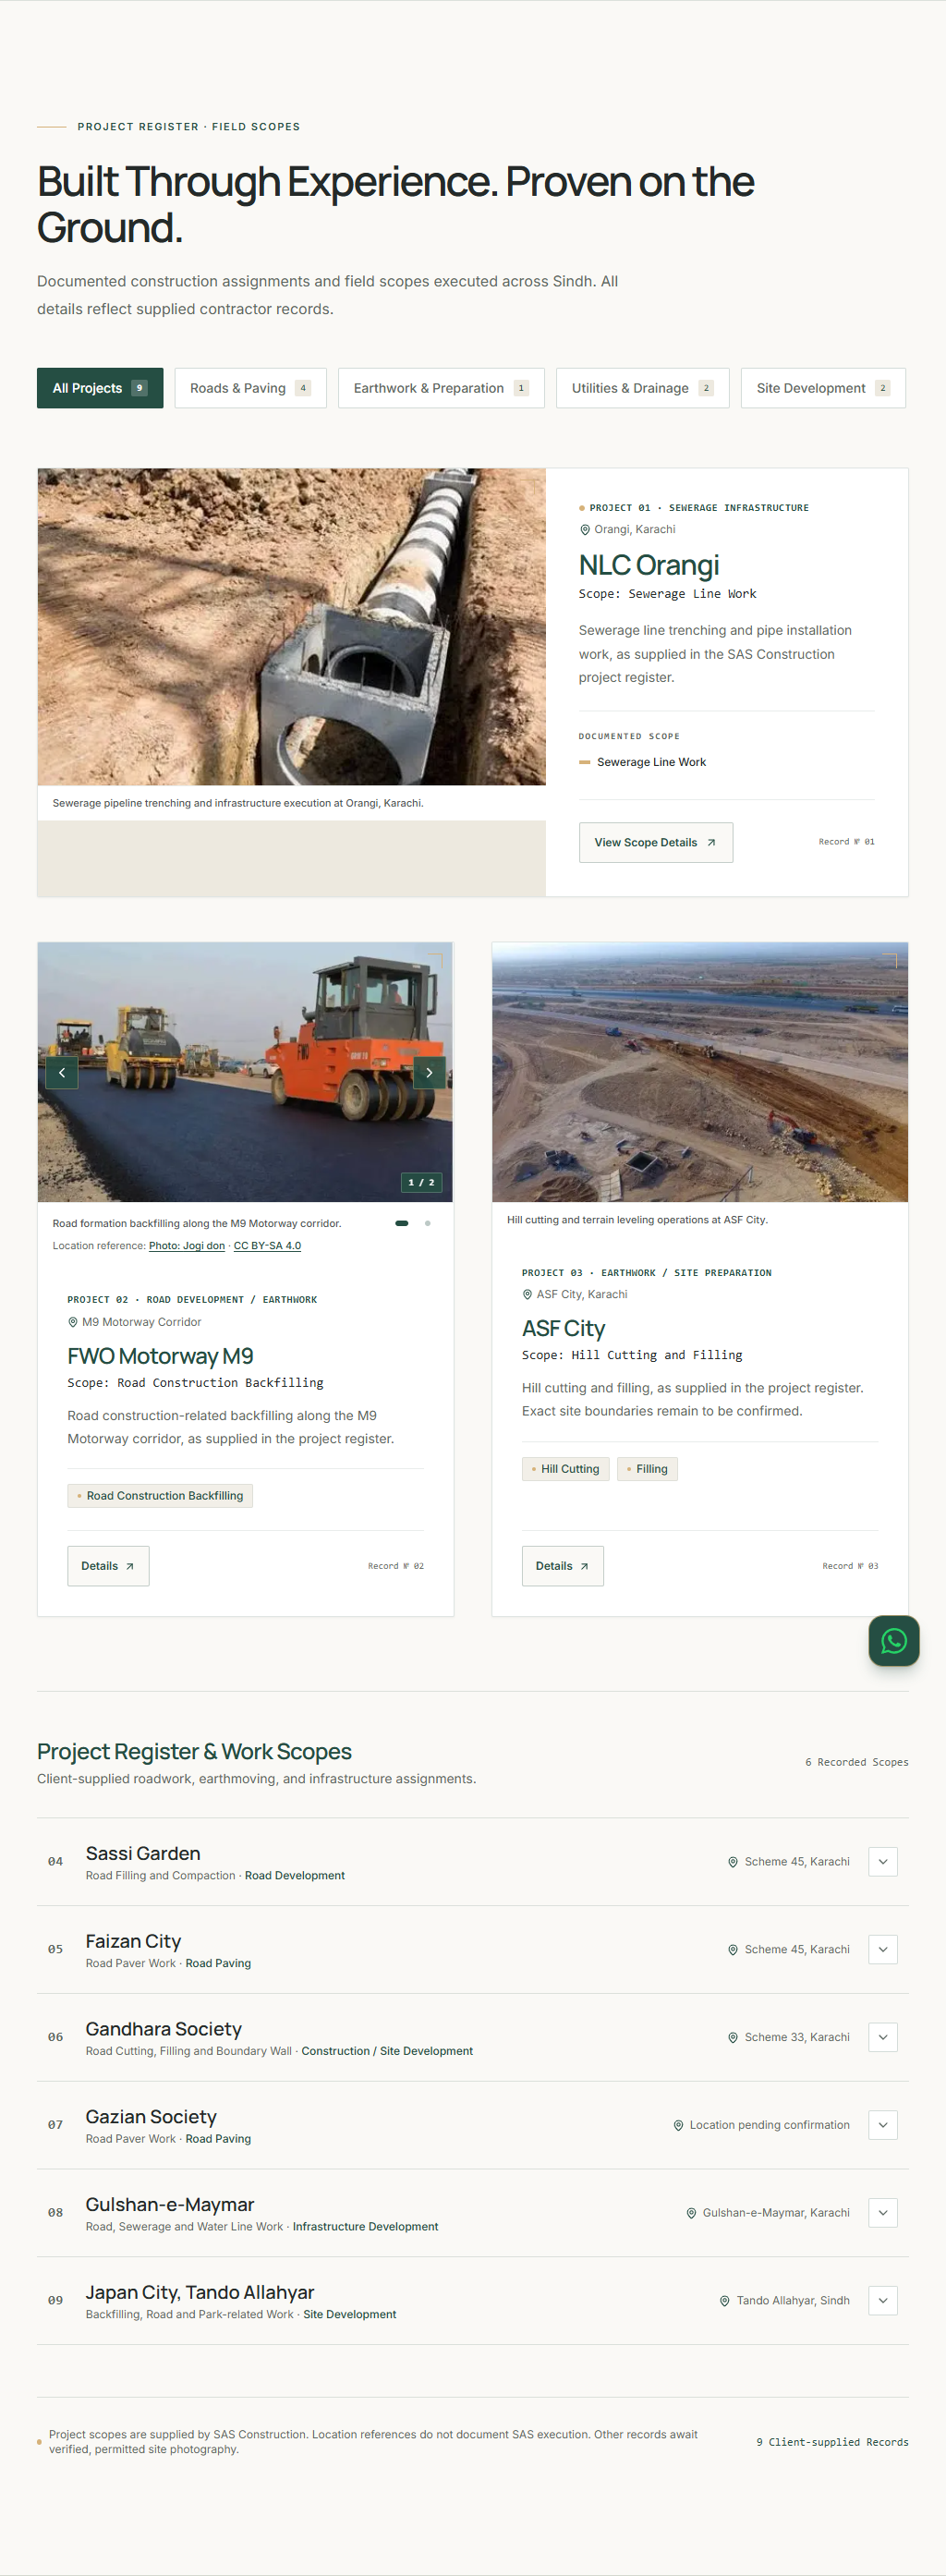 PROJECT REGISTER · FIELD SCOPES
Built Through Experience. Proven on the
Ground.
Documented construction assignments and field scopes executed across Sindh. All
details reflect supplied contractor records.
All Projects 9
Roads & Paving 4
Earthwork & Preparation 1
Utilities & Drainage 2
Site Development 2
PROJECT 01 · SEWERAGE INFRASTRUCTURE
Orangi, Karachi
NLC Orangi
Scope: Sewerage Line Work
Sewerage line trenching and pipe installation
work, as supplied in the SAS Construction
project register.
DOCUMENTED SCOPE
Sewerage Line Work
View Scope Details
Record № 01
Sewerage pipeline trenching and infrastructure execution at Orangi, Karachi.
1 / 2
Road formation backfilling along the M9 Motorway corridor.
Location reference: Photo: Jogi don · CC BY-SA 4.0
PROJECT 02 · ROAD DEVELOPMENT / EARTHWORK
M9 Motorway Corridor
FWO Motorway M9
Scope: Road Construction Backfilling
Road construction-related backfilling along the M9
Motorway corridor, as supplied in the project register.
Road Construction Backfilling
Details
Record № 02
Hill cutting and terrain leveling operations at ASF City.
PROJECT 03 · EARTHWORK / SITE PREPARATION
ASF City, Karachi
ASF City
Scope: Hill Cutting and Filling
Hill cutting and filling, as supplied in the project register.
Exact site boundaries remain to be confirmed.
Hill Cutting
Filling
Details
Record № 03
Project Register & Work Scopes
Client-supplied roadwork, earthmoving, and infrastructure assignments.
6 Recorded Scopes
04
Sassi Garden
Road Filling and Compaction · Road Development
Scheme 45, Karachi
05
Faizan City
Road Paver Work · Road Paving
Scheme 45, Karachi
06
Gandhara Society
Road Cutting, Filling and Boundary Wall · Construction / Site Development
Scheme 33, Karachi
07
Gazian Society
Road Paver Work · Road Paving
Location pending confirmation
08
Gulshan-e-Maymar
Road, Sewerage and Water Line Work · Infrastructure Development
Gulshan-e-Maymar, Karachi
09
Japan City, Tando Allahyar
Backfilling, Road and Park-related Work · Site Development
Tando Allahyar, Sindh
Project scopes are supplied by SAS Construction. Location references do not document SAS execution. Other records await
verified, permitted site photography.
9 Client-supplied Records